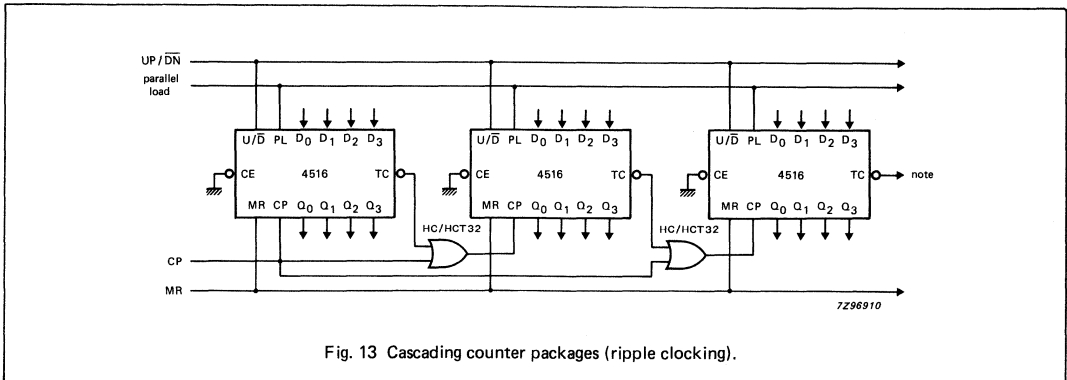 UP/D̅N̅
parallel
load
U/D̅ PL D0 D1 D2 D3
U/D̅ PL D0 D1 D2 D3
U/D̅ PL D0 D1 D2 D3
CE 4516 TC
CE 4516 TC
CE 4516 TC
note
MR CP Q0 Q1 Q2 Q3
HC/HCT32
MR CP Q0 Q1 Q2 Q3
HC/HCT32
MR CP Q0 Q1 Q2 Q3
CP
MR
7Z96910
Fig. 13 Cascading counter packages (ripple clocking).